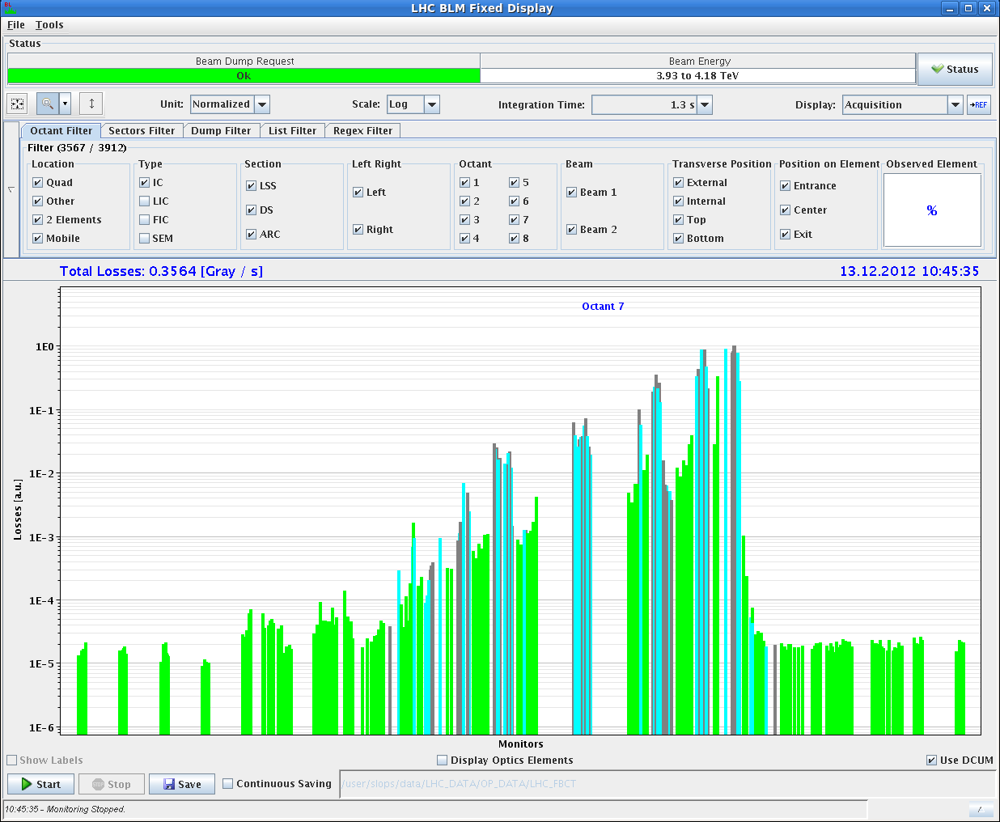 LHC BLM Fixed Display
File Tools
Status
Beam Dump Request Beam Energy
Ok 3.93 to 4.18 TeV Status
Unit: Normalized Scale: Log Integration Time: 1.3 s Display: Acquisition →REF
Octant Filter Sectors Filter Dump Filter List Filter Regex Filter
Filter (3567 / 3912)
Location Type Section Left Right Octant Beam Transverse Position Position on Element Observed Element
Quad IC LSS Left 1 5 Beam 1 External Entrance
Other LIC DS 2 6 Internal Center %
2 Elements FIC ARC Right 3 7 Beam 2 Top Exit
Mobile SEM 4 8 Bottom
Total Losses: 0.3564 [Gray / s] 13.12.2012 10:45:35
Octant 7
1E0
1E-1
1E-2
1E-3
1E-4
1E-5
1E-6
Losses [a.u.]
Monitors
Show Labels Display Optics Elements Use DCUM
Start STOP Stop Save Continuous Saving /user/slops/data/LHC_DATA/OP_DATA/LHC_FBCT
10:45:35 - Monitoring Stopped.